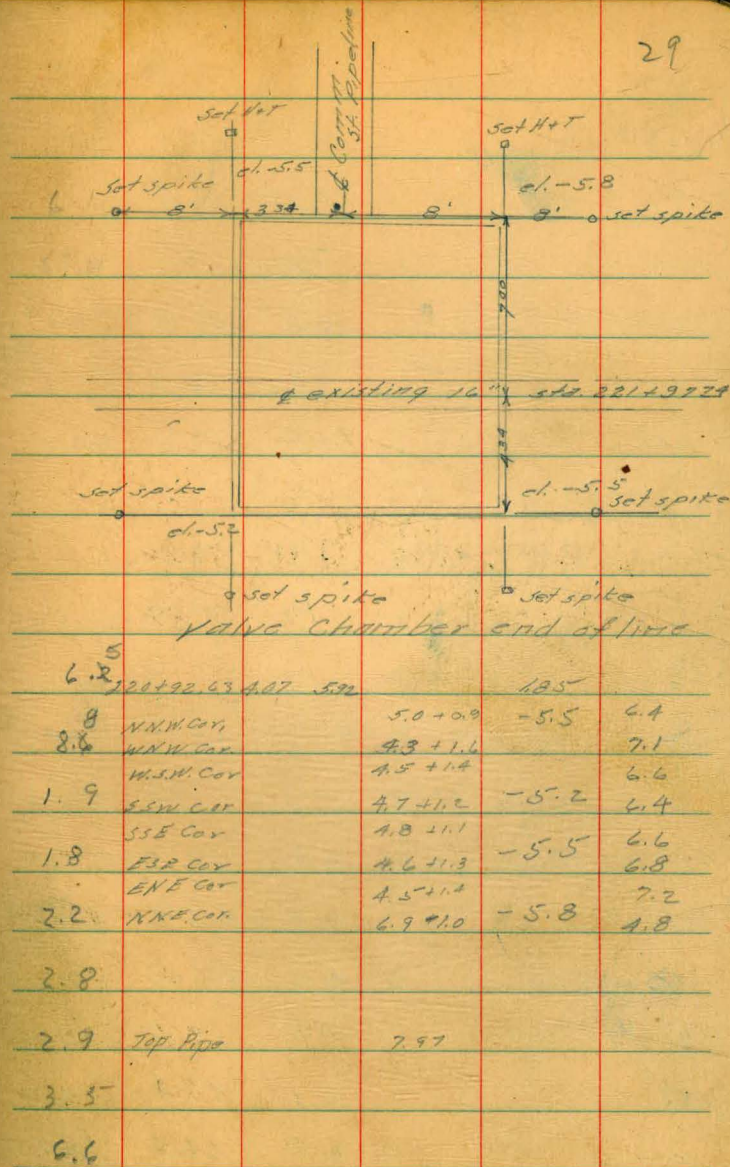 29
℄ Comm.
St. Pipeline
set H+T
set H+T
el. -5.5
el. -5.8
set spike
8'
3 34
8'
8'
set spike
7 00
℄ existing 16"
sta. 221+97 24
4 34
set spike
el. -5.5
set spike
el. -5.2
set spike
set spike
Valve Chamber end of line
220+92.63 4.07 5.92 1.85
8 N.N.W. Cor. 5.0 +0.9 -5.5 6.4
W.N.W. Cor. 4.3 +1.6 7.1
W.S.W. Cor 4.5 +1.4 6.6
1.9 S.S.W. Cor 4.7 +1.2 -5.2 6.4
SSE Cor 4.8 +1.1 6.6
1.8 ESE Cor 4.6 +1.3 -5.5 6.8
ENE Cor 4.5 +1.4 7.2
2.2 NNE. Cor. 6.9 1.0 -5.8 4.8
2.8
2.9 Top Pipe 7.97
3.5
6.6